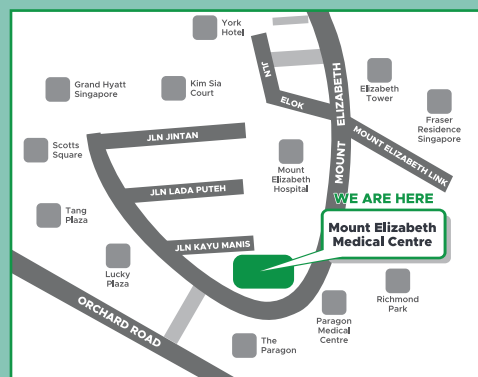 York
Hotel
JLN
ELOK
MOUNT ELIZABETH
Elizabeth
Tower
Grand Hyatt
Singapore
Kim Sia
Court
Fraser
Residence
Singapore
JLN JINTAN
MOUNT ELIZABETH LINK
Scotts
Square
Mount
Elizabeth
Hospital
JLN LADA PUTEH
WE ARE HERE
Mount Elizabeth
Medical Centre
Tang
Plaza
JLN KAYU MANIS
Lucky
Plaza
Richmond
Park
ORCHARD ROAD
Paragon
Medical
Centre
The
Paragon